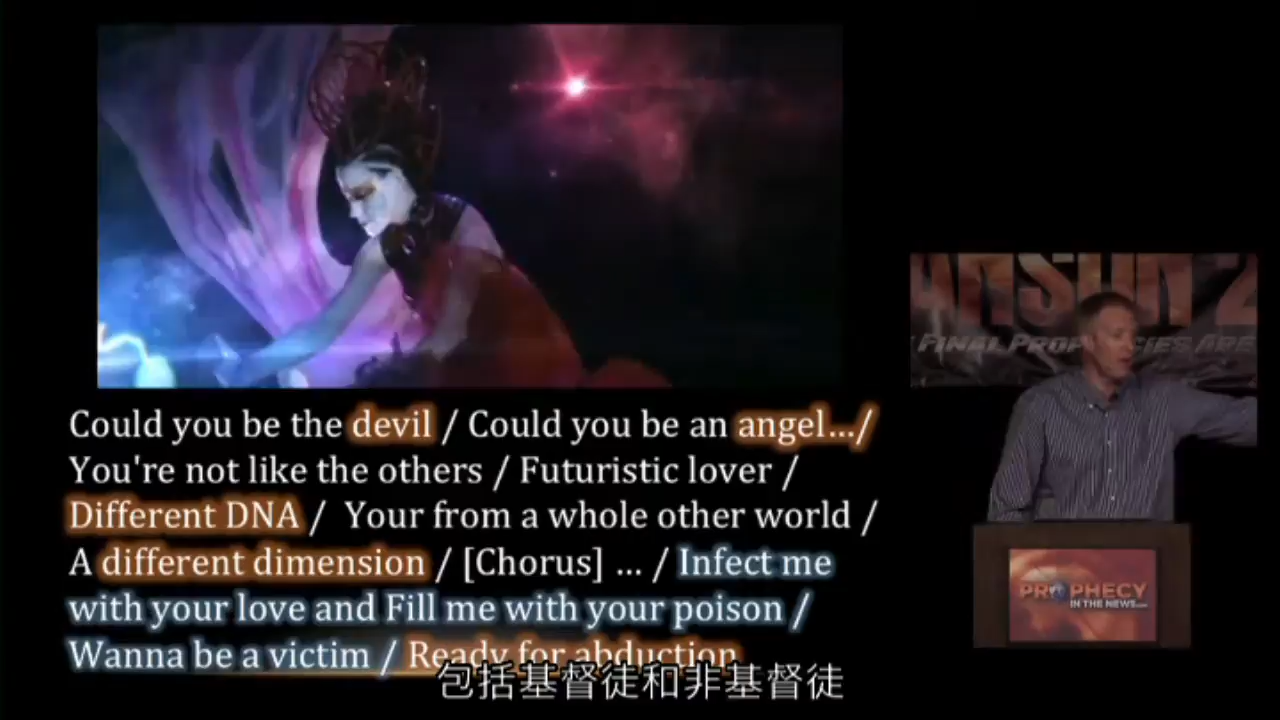 Could you be the devil / Could you be an angel.../
You're not like the others / Futuristic lover /
Different DNA / Your from a whole other world /
A different dimension / [Chorus] ... / Infect me
with your love and Fill me with your poison /
Wanna be a victim / Ready for abduction
包括基督徒和非基督徒
FINAL
ARE
PROPHECY
IN THE NEWS.com